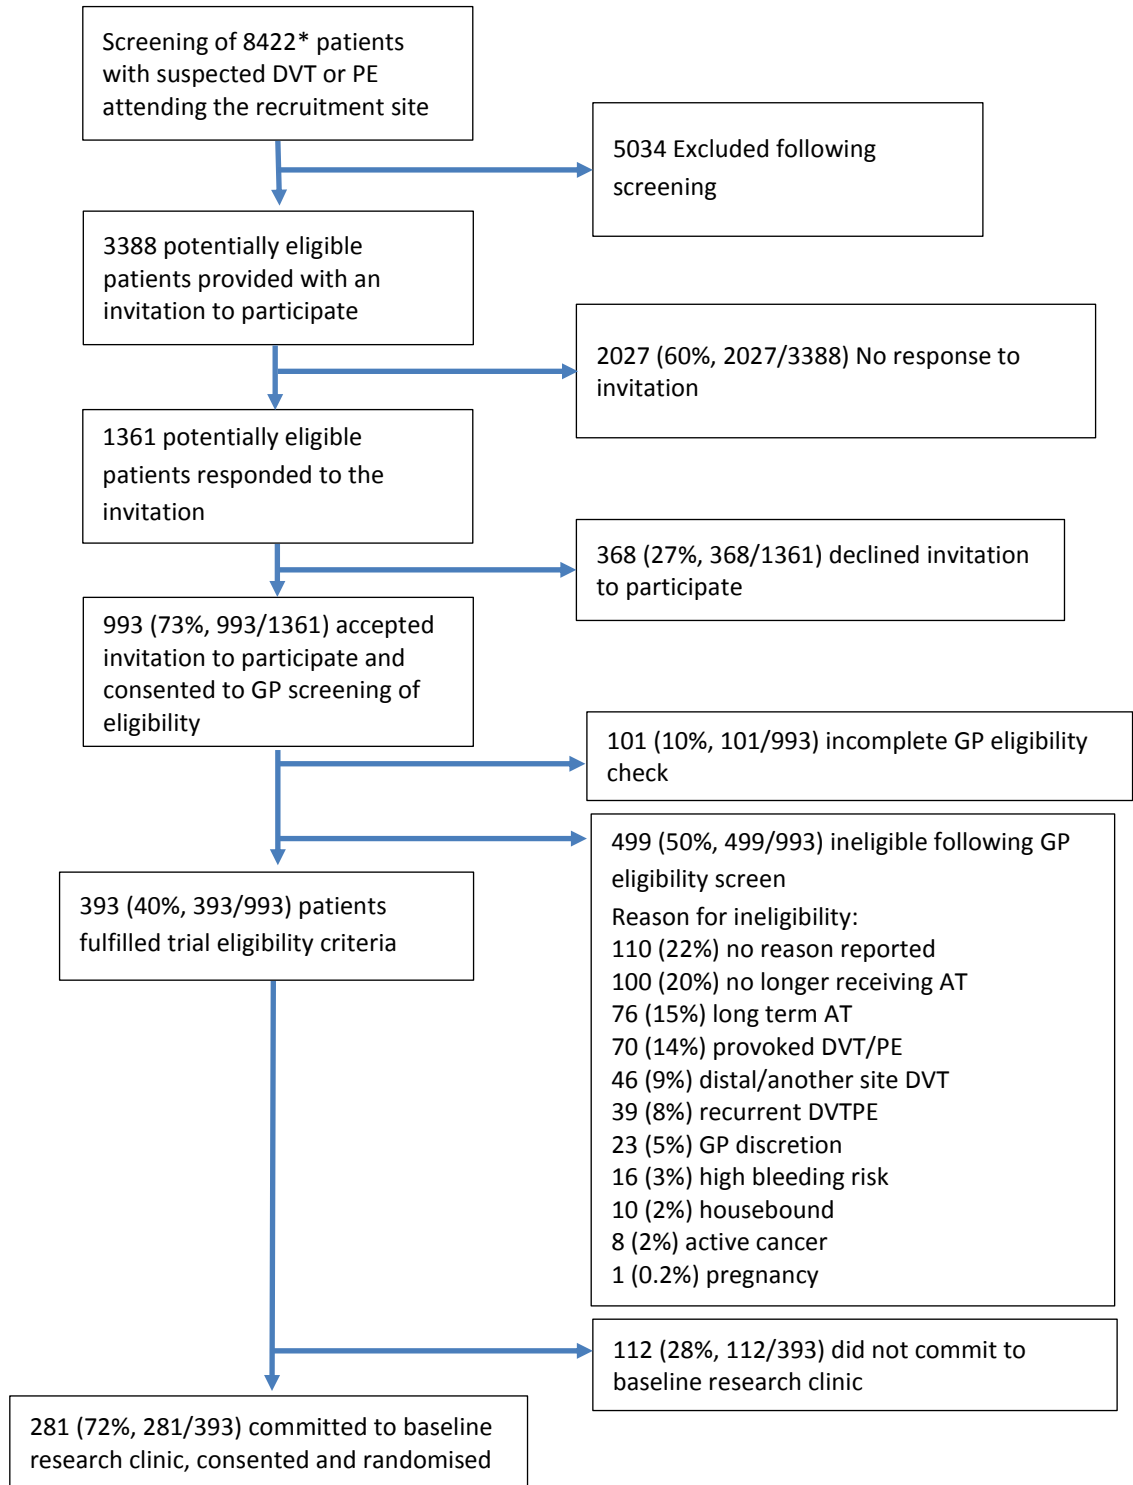 Screening of 8422* patients
with suspected DVT or PE
attending the recruitment site
5034 Excluded following
screening
3388 potentially eligible
patients provided with an
invitation to participate
2027 (60%, 2027/3388) No response to
invitation
1361 potentially eligible
patients responded to the
invitation
368 (27%, 368/1361) declined invitation
to participate
993 (73%, 993/1361) accepted
invitation to participate and
consented to GP screening of
eligibility
101 (10%, 101/993) incomplete GP eligibility
check
499 (50%, 499/993) ineligible following GP
eligibility screen
Reason for ineligibility:
110 (22%) no reason reported
100 (20%) no longer receiving AT
76 (15%) long term AT
70 (14%) provoked DVT/PE
46 (9%) distal/another site DVT
39 (8%) recurrent DVTPE
23 (5%) GP discretion
16 (3%) high bleeding risk
10 (2%) housebound
8 (2%) active cancer
1 (0.2%) pregnancy
393 (40%, 393/993) patients
fulfilled trial eligibility criteria
112 (28%, 112/393) did not commit to
baseline research clinic
281 (72%, 281/393) committed to baseline
research clinic, consented and randomised